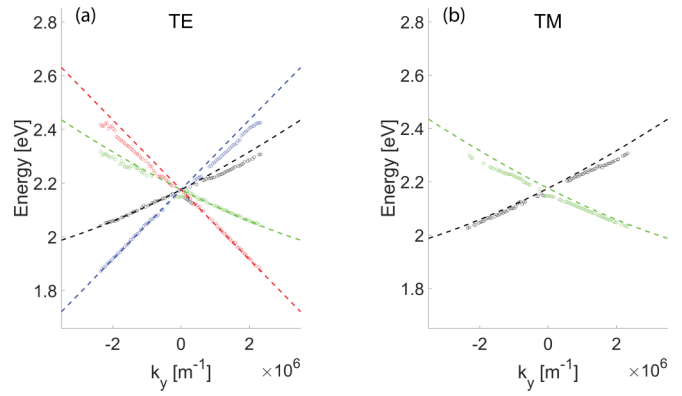 (a) TE
2.8
2.6
2.4
2.2
2
1.8
Energy [eV]
-2 0 2
×10^6
k_y [m^-1]
(b) TM
2.8
2.6
2.4
2.2
2
1.8
Energy [eV]
-2 0 2
×10^6
k_y [m^-1]